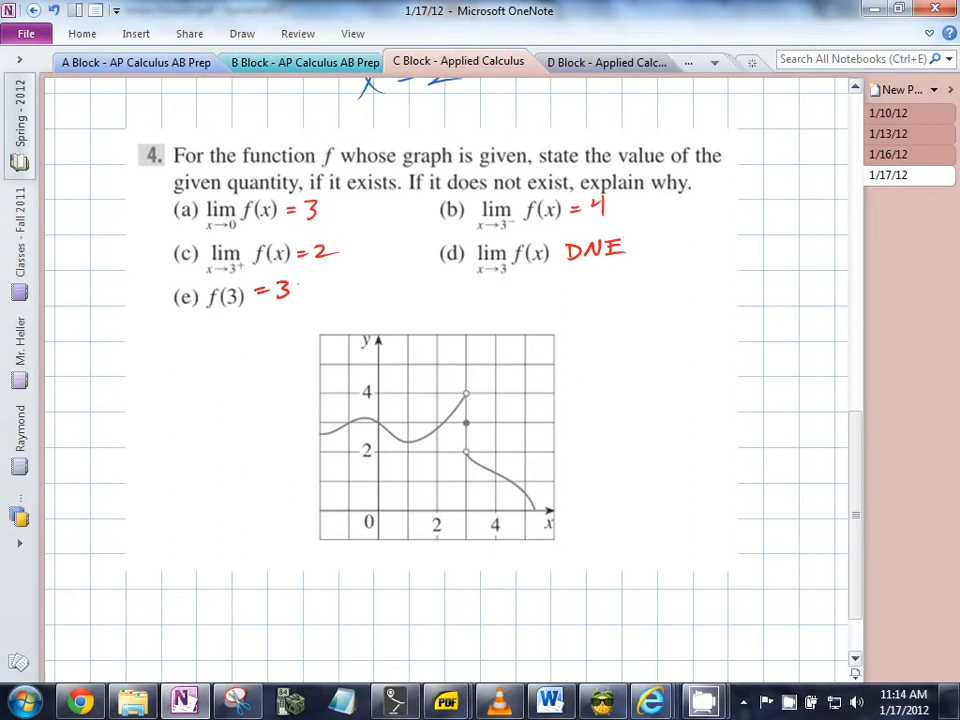 1/17/12 - Microsoft OneNote
File Home Insert Share Draw Review View
A Block - AP Calculus AB Prep B Block - AP Calculus AB Prep C Block - Applied Calculus D Block - Applied Calc... ... Search All Notebooks (Ctrl+E)
New P...
1/10/12
1/13/12
1/16/12
1/17/12
Spring - 2012
Classes - Fall 2011
Mr. Heller
Raymond
...
x = 2
4. For the function f whose graph is given, state the value of the
given quantity, if it exists. If it does not exist, explain why.
(a) lim x→0 f(x) = 3 (b) lim x→3⁻ f(x) = 4
(c) lim x→3⁺ f(x) = 2 (d) lim x→3 f(x) DNE
(e) f(3) = 3
y
4
2
0 2 4 x
84
PDF
W
11:14 AM
1/17/2012